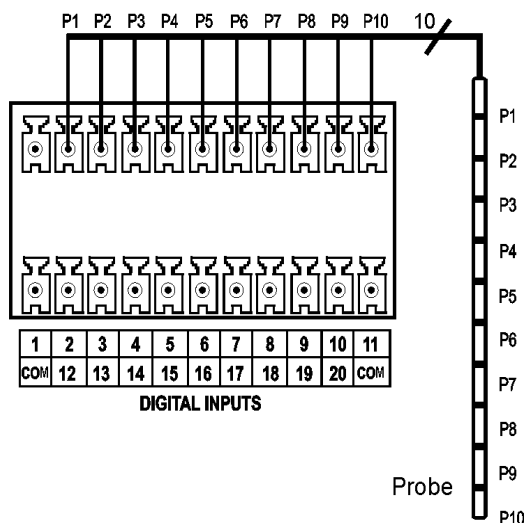 P1 P2 P3 P4 P5 P6 P7 P8 P9 P10 10
P1
P2
P3
P4
P5
P6
P7
P8
P9
P10
1 2 3 4 5 6 7 8 9 10 11
COM 12 13 14 15 16 17 18 19 20 COM
DIGITAL INPUTS
Probe